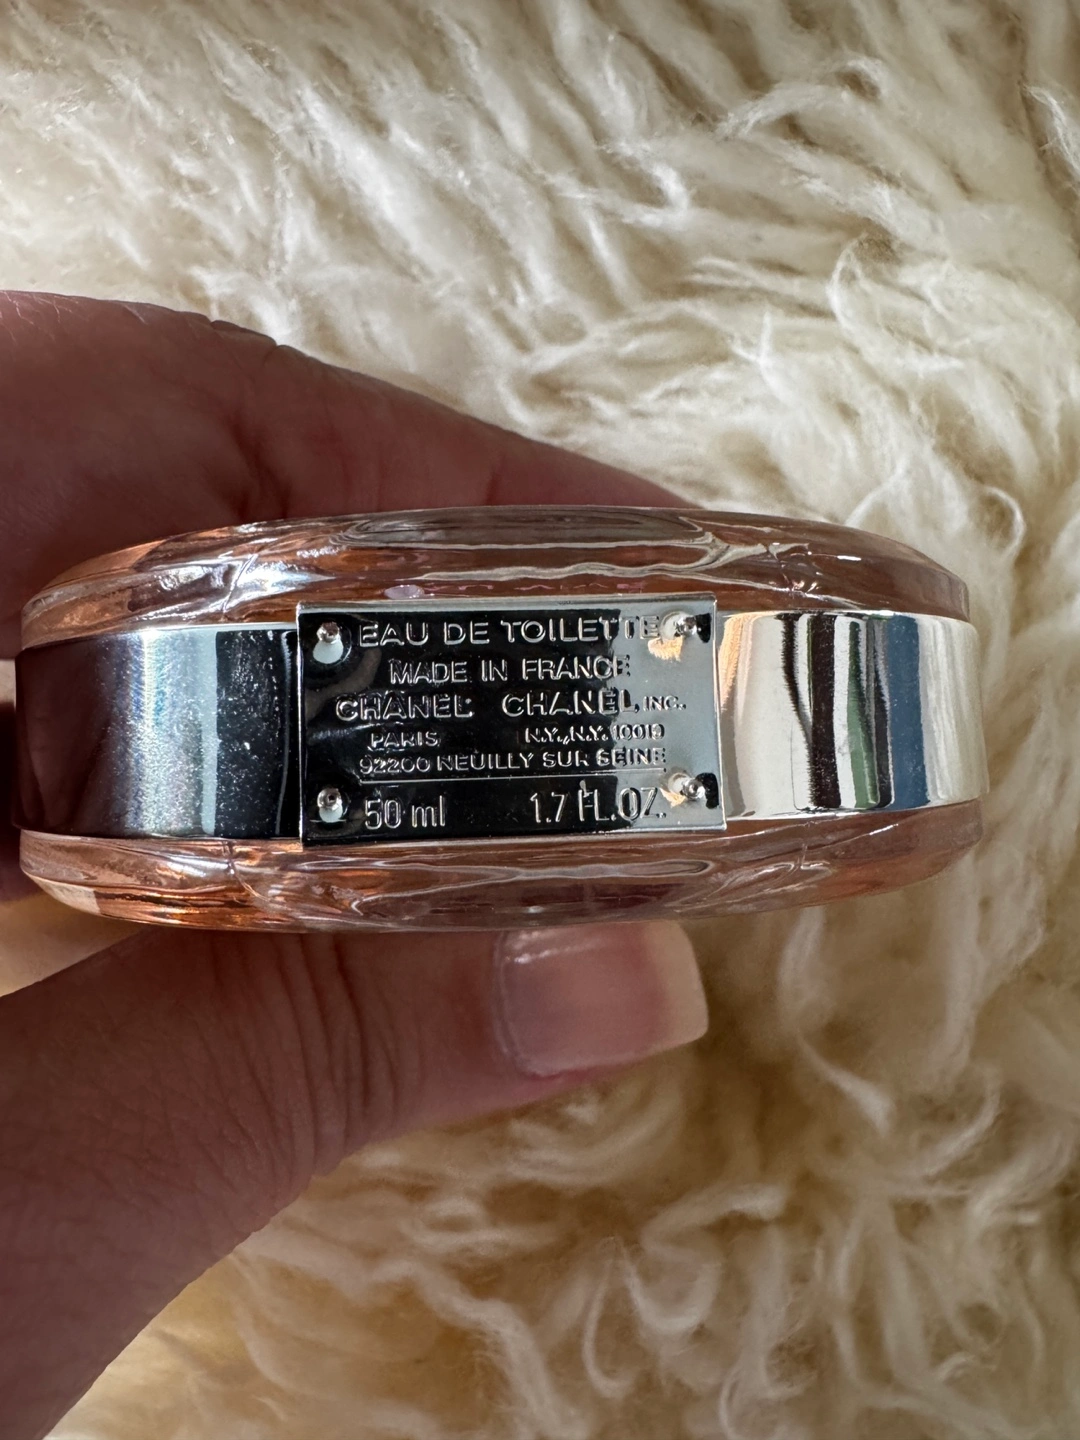 EAU DE TOILETTE
MADE IN FRANCE
CHANEL CHANEL, INC.
PARIS N.Y., N.Y. 10019
92200 NEUILLY SUR SEINE
50 ml 1.7 FL.OZ.